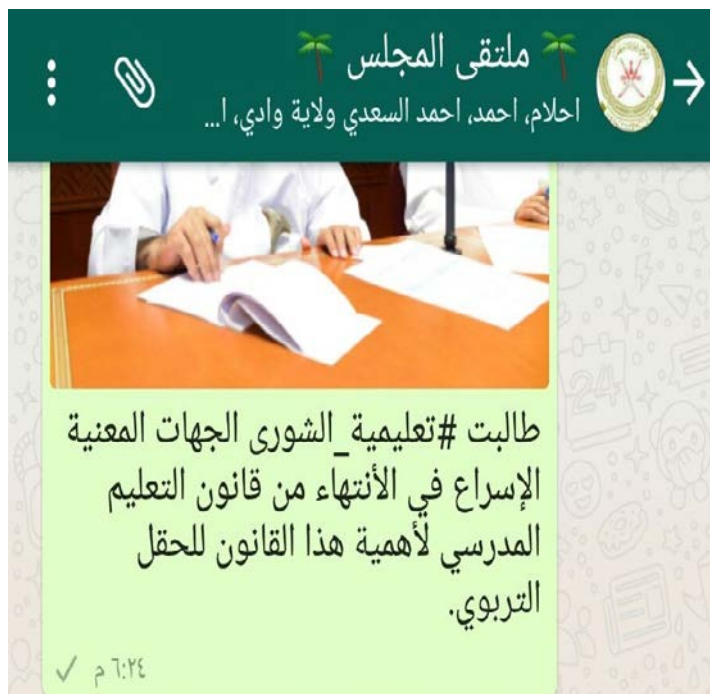 🌴 ملتقى المجلس 🌴
احلام، احمد، احمد السعدي ولاية وادي، ا...
24
طالبت #تعليمية_الشورى الجهات المعنية
الإسراع في الأنتهاء من قانون التعليم
المدرسي لأهمية هذا القانون للحقل
التربوي.
٦:٢٤ م